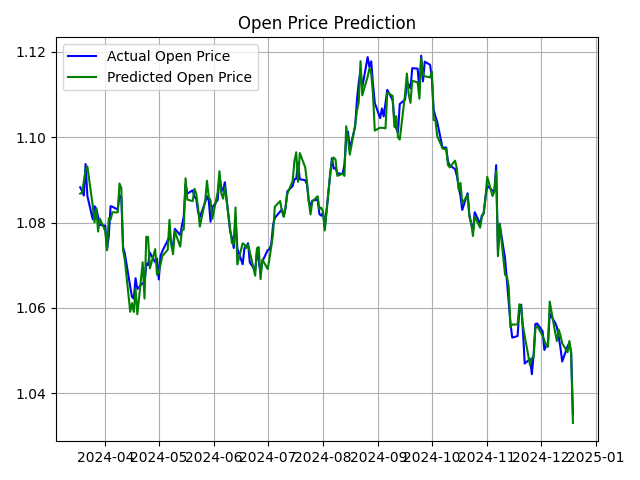 Open Price Prediction
Actual Open Price
Predicted Open Price
1.12
1.10
1.08
1.06
1.04
2024-04 2024-05 2024-06 2024-07 2024-08 2024-09 2024-10 2024-11 2024-12 2025-01